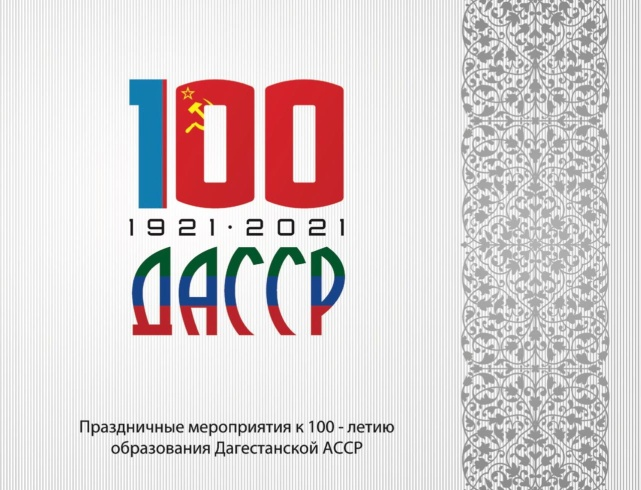 100
1921·2021
ДАССР
Праздничные мероприятия к 100 - летию
образования Дагестанской АССР